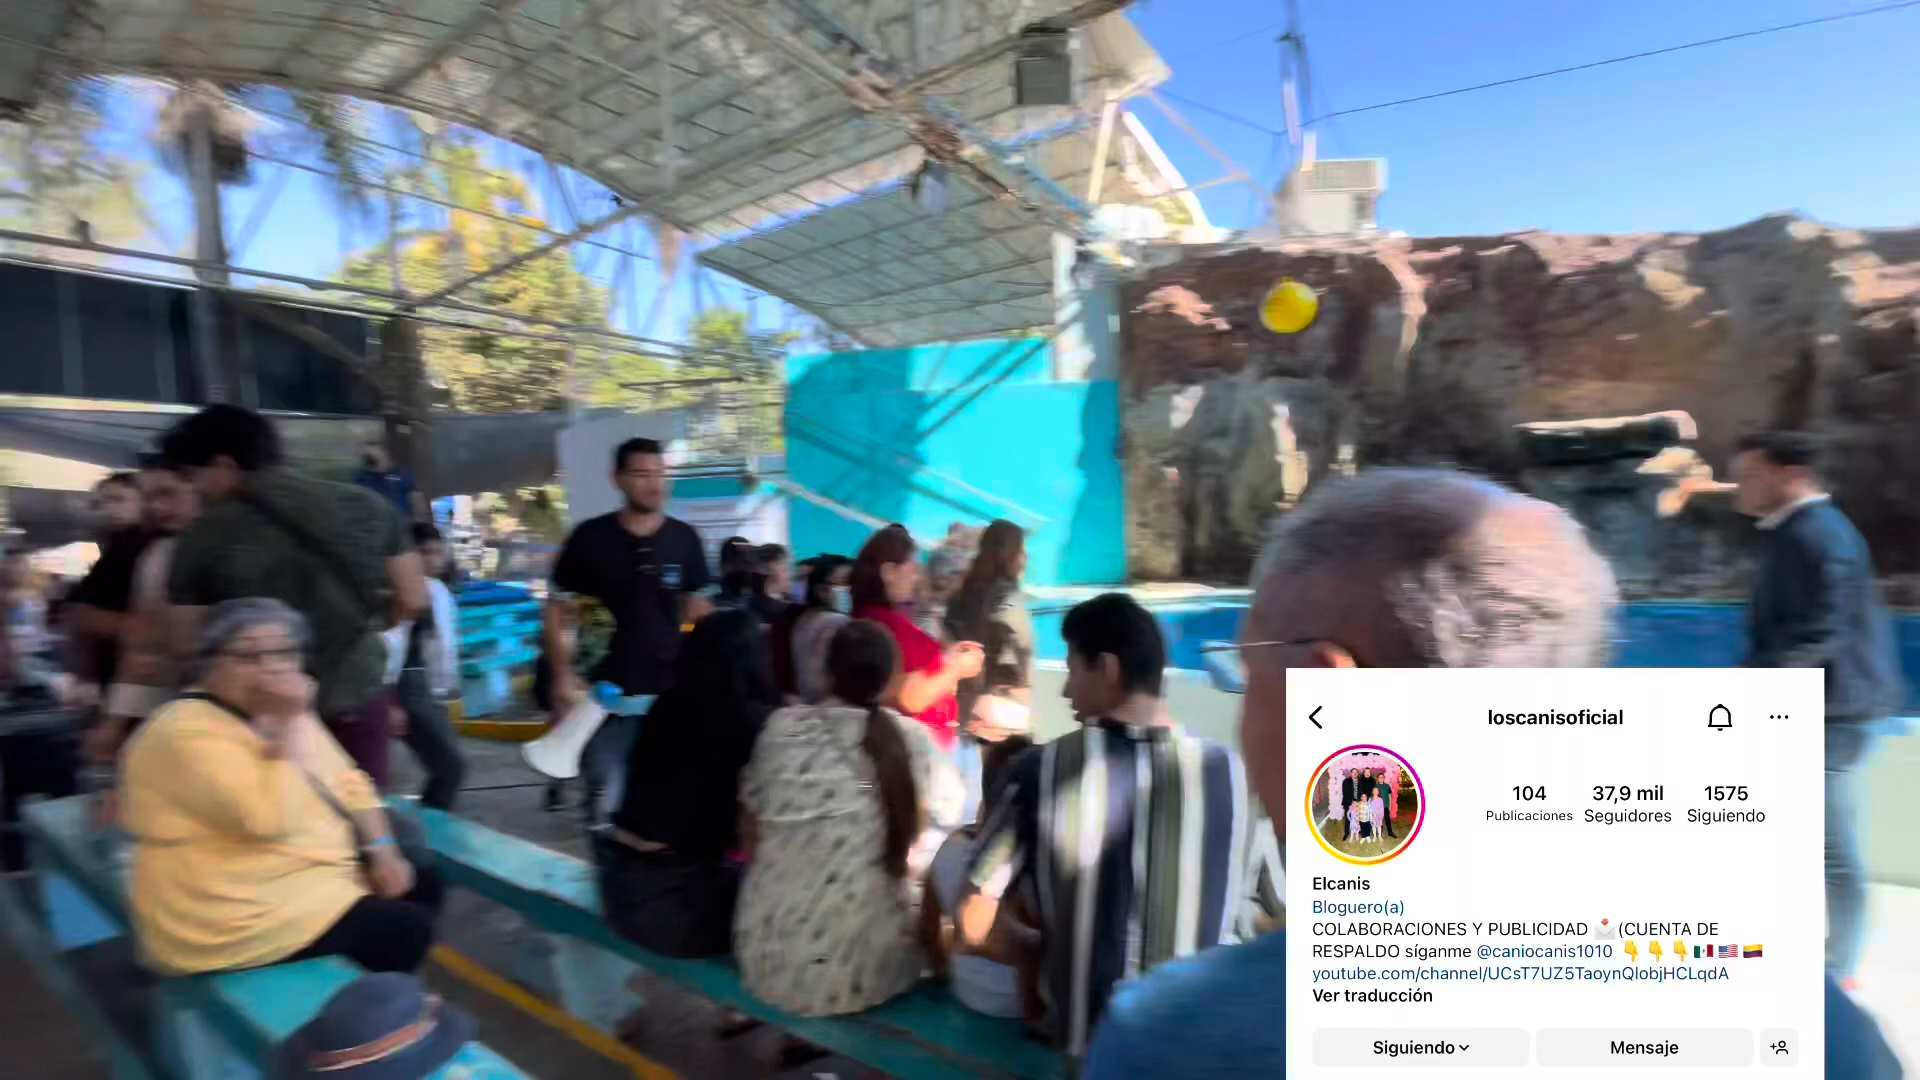 loscanisoficial
104 37,9 mil 1575
Publicaciones Seguidores Siguiendo
Elcanis
Bloguero(a)
COLABORACIONES Y PUBLICIDAD 📩(CUENTA DE
RESPALDO síganme @caniocanis1010 👇👇👇🇲🇽🇺🇸🇨🇴
youtube.com/channel/UCsT7UZ5TaoynQlobjHCLqdA
Ver traducción
Siguiendo
Mensaje